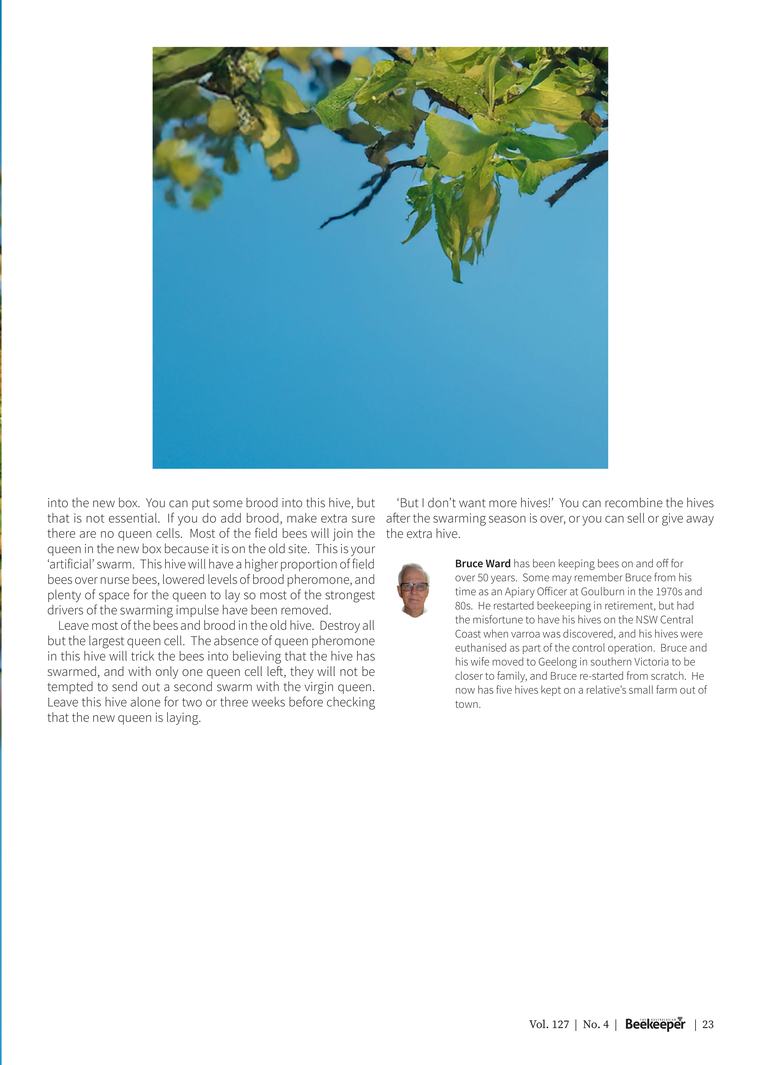 into the new box.  You can put some brood into this hive, but
that is not essential.  If you do add brood, make extra sure
there are no queen cells.  Most of the field bees will join the
queen in the new box because it is on the old site.  This is your
‘artificial’ swarm.  This hive will have a higher proportion of field
bees over nurse bees, lowered levels of brood pheromone, and
plenty of space for the queen to lay so most of the strongest
drivers of the swarming impulse have been removed.
Leave most of the bees and brood in the old hive.  Destroy all
but the largest queen cell.  The absence of queen pheromone
in this hive will trick the bees into believing that the hive has
swarmed, and with only one queen cell left, they will not be
tempted to send out a second swarm with the virgin queen.
Leave this hive alone for two or three weeks before checking
that the new queen is laying.
‘But I don’t want more hives!’  You can recombine the hives
after the swarming season is over, or you can sell or give away
the extra hive.
Bruce Ward has been keeping bees on and off for
over 50 years.  Some may remember Bruce from his
time as an Apiary Officer at Goulburn in the 1970s and
80s.  He restarted beekeeping in retirement, but had
the misfortune to have his hives on the NSW Central
Coast when varroa was discovered, and his hives were
euthanised as part of the control operation.  Bruce and
his wife moved to Geelong in southern Victoria to be
closer to family, and Bruce re-started from scratch.  He
now has five hives kept on a relative’s small farm out of
town.
Vol. 127 | No. 4 | Beekeeper | 23